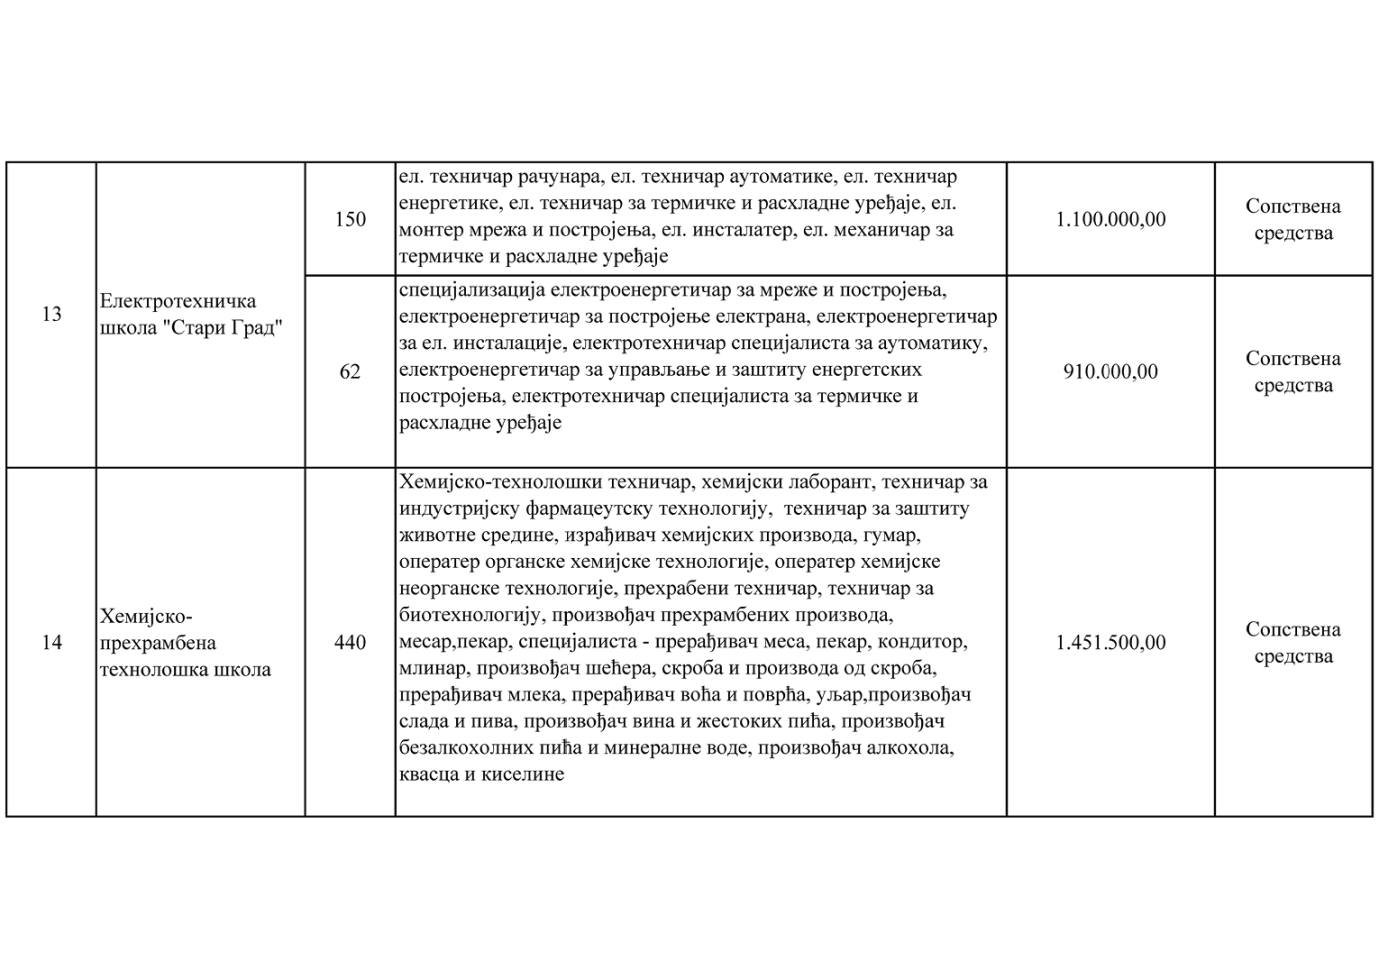 13
Електротехничка
школа "Стари Град"
150
ел. техничар рачунара, ел. техничар аутоматике, ел. техничар
енергетике, ел. техничар за термичке и расхладне уређаје, ел.
монтер мрежа и постројења, ел. инсталатер, ел. механичар за
термичке и расхладне уређаје
1.100.000,00
Сопствена
средства
62
специјализација електроенергетичар за мреже и постројења,
електроенергетичар за постројење електрана, електроенергетичар
за ел. инсталације, електротехничар специјалиста за аутоматику,
електроенергетичар за управљање и заштиту енергетских
постројења, електротехничар специјалиста за термичке и
расхладне уређаје
910.000,00
Сопствена
средства
14
Хемијско-
прехрамбена
технолошка школа
440
Хемијско-технолошки техничар, хемијски лаборант, техничар за
индустријску фармацеутску технологију,  техничар за заштиту
животне средине, израђивач хемијских производа, гумар,
оператер органске хемијске технологије, оператер хемијске
неорганске технологије, прехрабени техничар, техничар за
биотехнологију, произвођач прехрамбених производа,
месар,пекар, специјалиста - прерађивач меса, пекар, кондитор,
млинар, произвођач шећера, скроба и производа од скроба,
прерађивач млека, прерађивач воћа и поврћа, уљар,произвођач
слада и пива, произвођач вина и жестоких пића, произвођач
безалкохолних пића и минералне воде, произвођач алкохола,
квасца и киселине
1.451.500,00
Сопствена
средства